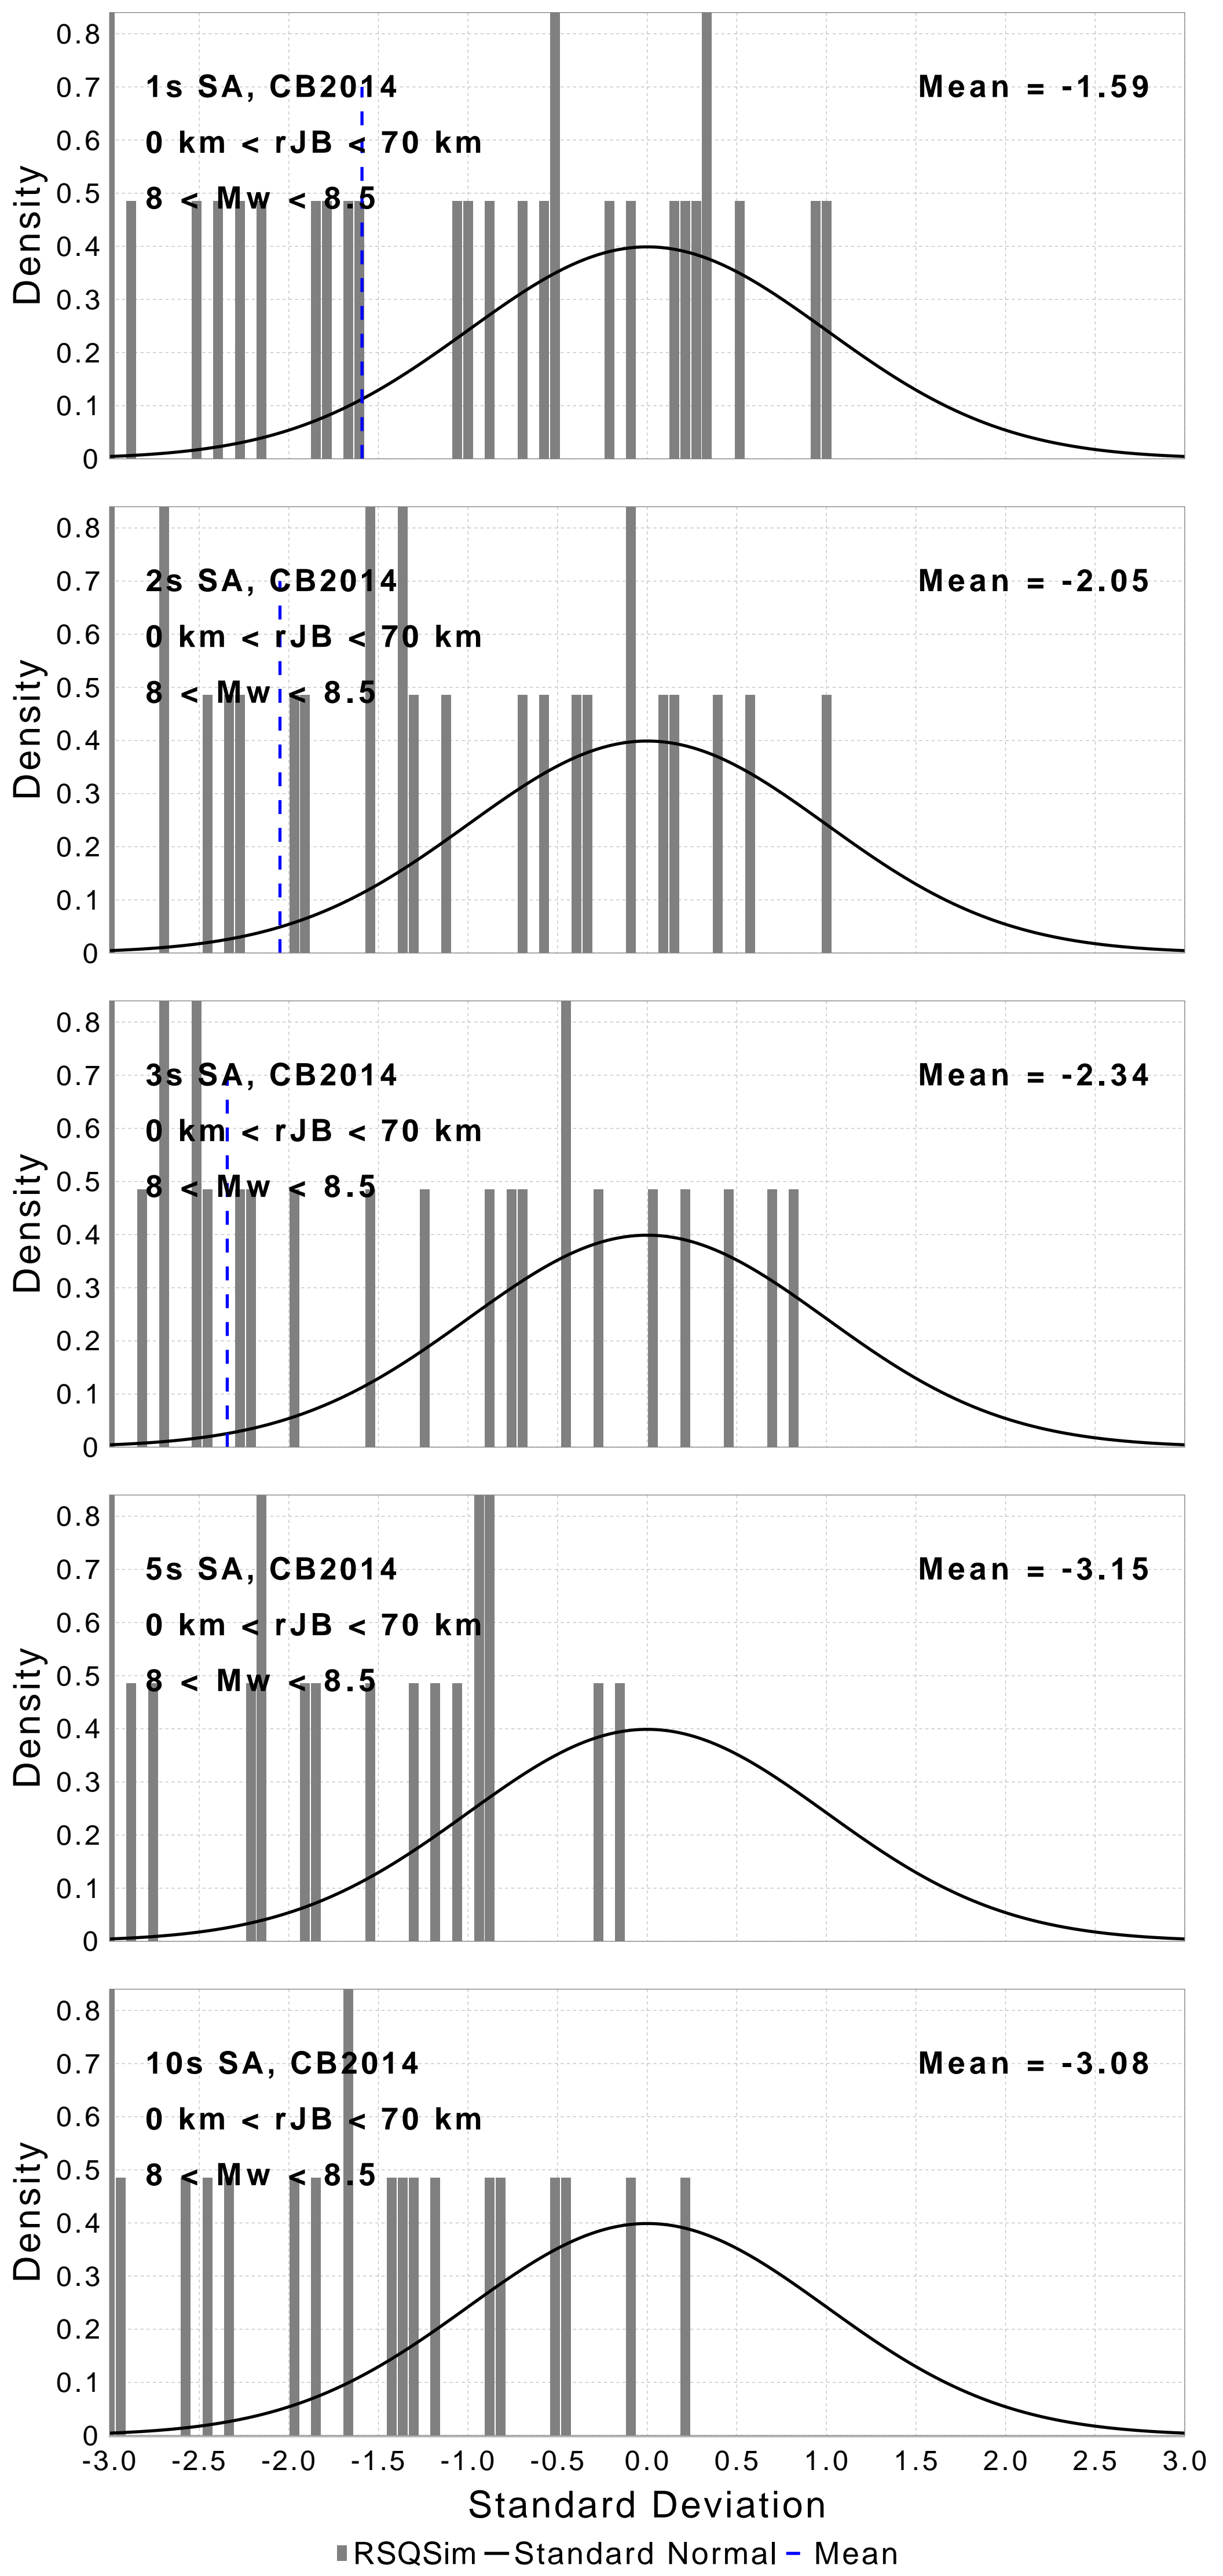 0.8
1s SA, CB2014 Mean = -1.59
0.7
0 km < rJB < 70 km
0.6
8 < Mw < 8.5
0.5
0.4
0.3
0.2
0.1
0
Density
0.8
2s SA, CB2014 Mean = -2.05
0.7
0 km < rJB < 70 km
0.6
8 < Mw < 8.5
0.5
0.4
0.3
0.2
0.1
0
Density
0.8
3s SA, CB2014 Mean = -2.34
0.7
0 km < rJB < 70 km
0.6
8 < Mw < 8.5
0.5
0.4
0.3
0.2
0.1
0
Density
0.8
5s SA, CB2014 Mean = -3.15
0.7
0 km < rJB < 70 km
0.6
8 < Mw < 8.5
0.5
0.4
0.3
0.2
0.1
0
Density
0.8
10s SA, CB2014 Mean = -3.08
0.7
0 km < rJB < 70 km
0.6
8 < Mw < 8.5
0.5
0.4
0.3
0.2
0.1
0
Density
-3.0 -2.5 -2.0 -1.5 -1.0 -0.5 0.0 0.5 1.0 1.5 2.0 2.5 3.0
Standard Deviation
RSQSim Standard Normal Mean